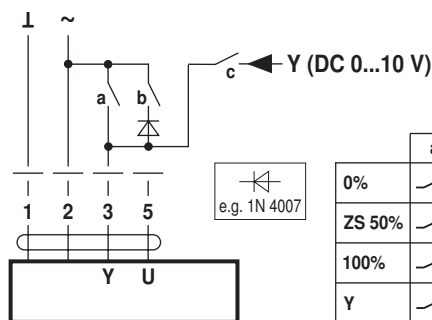 ⊥ ~
a b c Y (DC 0...10 V)
e.g. 1N 4007
1 2 3 5
Y U
a
0%
ZS 50%
100%
Y